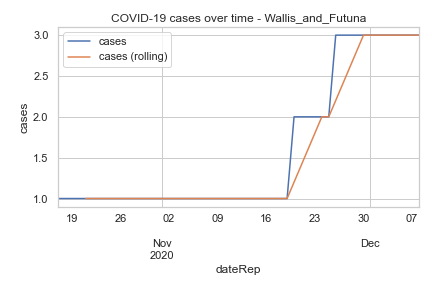 COVID-19 cases over time - Wallis_and_Futuna
cases
cases (rolling)
3.0
2.5
2.0
1.5
1.0
cases
19 26 02 09 16 23 30 07
Nov Dec
2020
dateRep